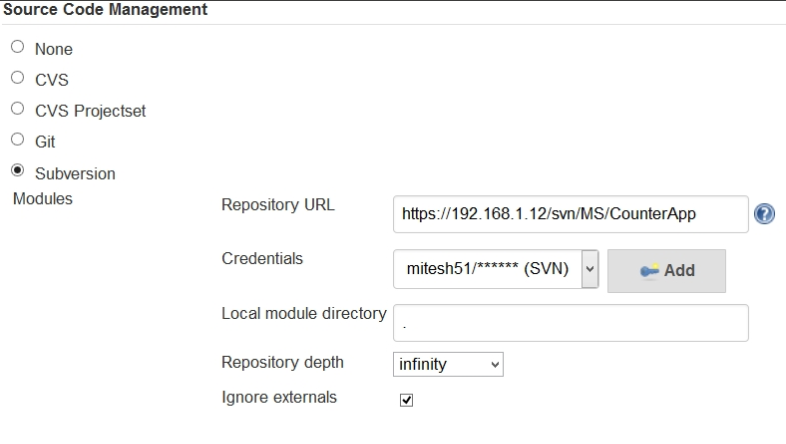 Source Code Management
None
CVS
CVS Projectset
Git
Subversion
Modules
Repository URL https://192.168.1.12/svn/MS/CounterApp ?
Credentials mitesh51/****** (SVN) Add
Local module directory .
Repository depth infinity
Ignore externals